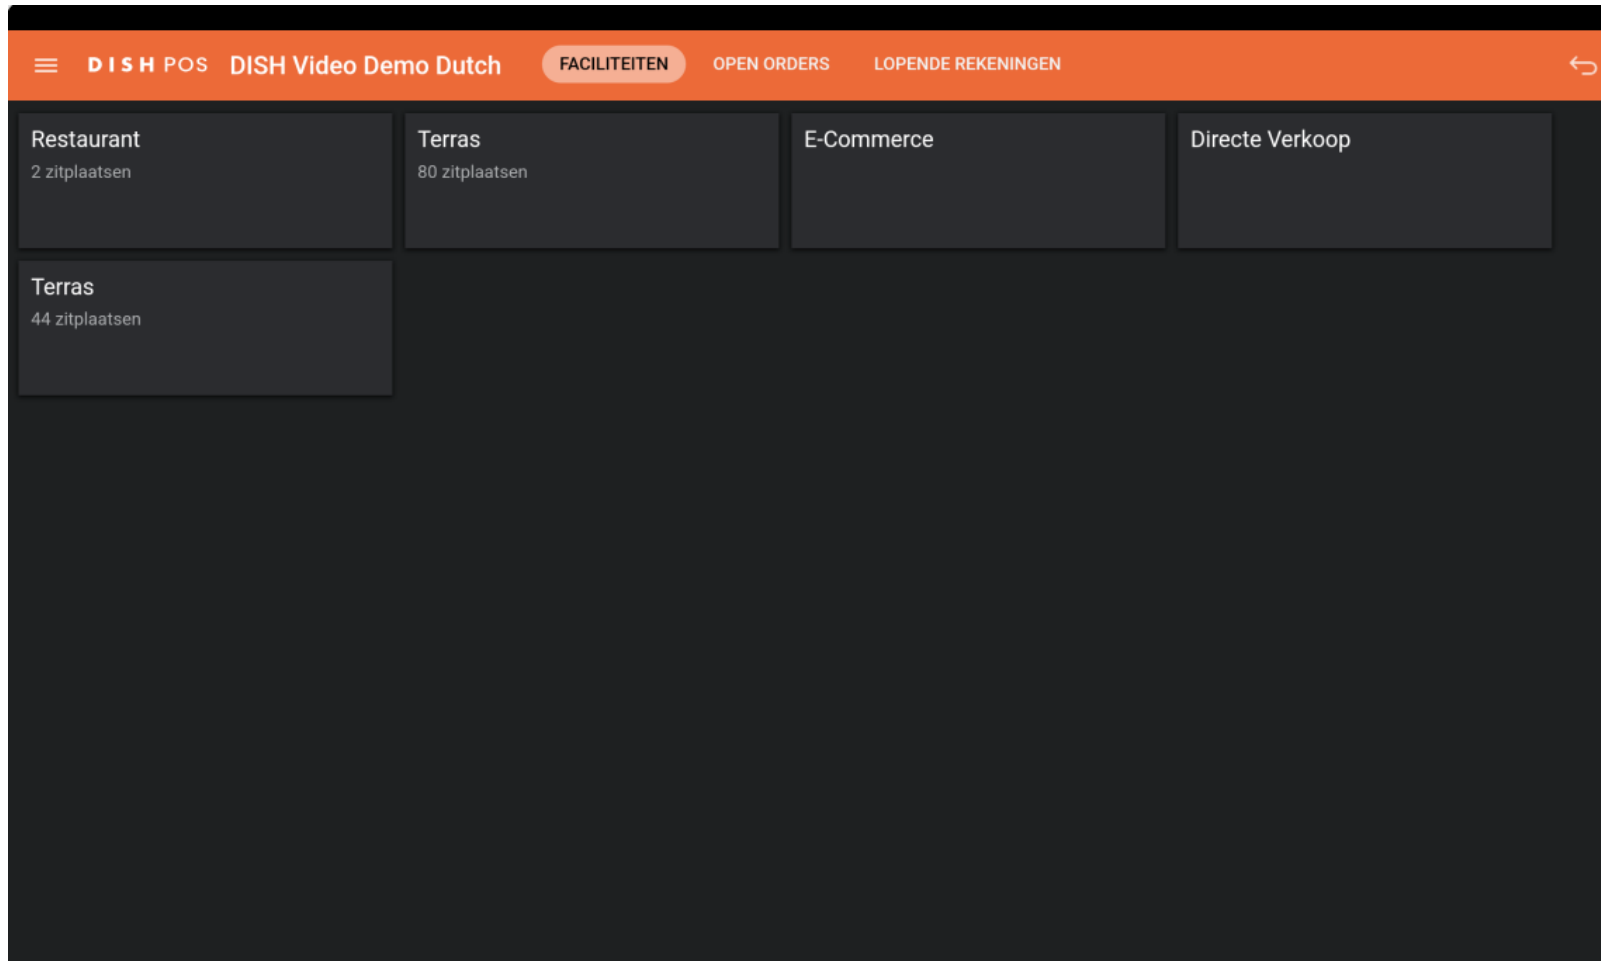 DISH POS DISH Video Demo Dutch FACILITEITEN OPEN ORDERS LOPENDE REKENINGEN
Restaurant
2 zitplaatsen
Terras
80 zitplaatsen
E-Commerce
Directe Verkoop
Terras
44 zitplaatsen